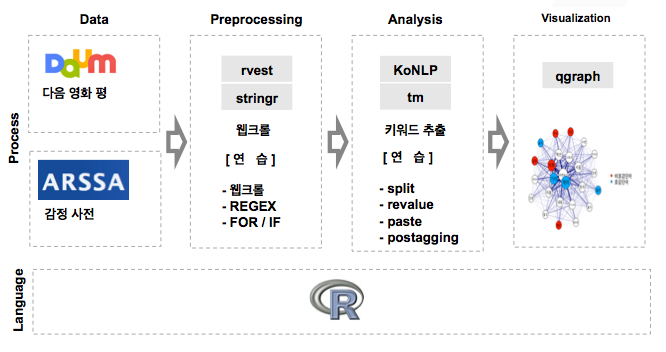 Data
Preprocessing
Analysis
Visualization
Process
Daum
다음 영화 평
ARSSA
감정 사전
rvest
stringr
웹크롤
[ 연 습 ]
- 웹크롤
- REGEX
- FOR / IF
KoNLP
tm
키워드 추출
[ 연 습 ]
- split
- revalue
- paste
- postagging
qgraph
Language
R